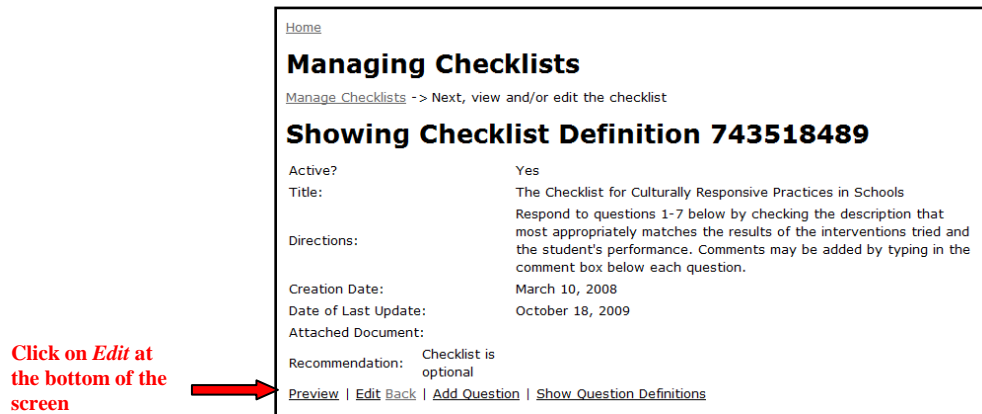 Home
Managing Checklists
Manage Checklists -> Next, view and/or edit the checklist
Showing Checklist Definition 743518489
Active? Yes
Title: The Checklist for Culturally Responsive Practices in Schools
Directions: Respond to questions 1-7 below by checking the description that
most appropriately matches the results of the interventions tried and
the student's performance. Comments may be added by typing in the
comment box below each question.
Creation Date: March 10, 2008
Date of Last Update: October 18, 2009
Attached Document:
Recommendation: Checklist is
optional
Preview | Edit Back | Add Question | Show Question Definitions
Click on Edit at
the bottom of the
screen